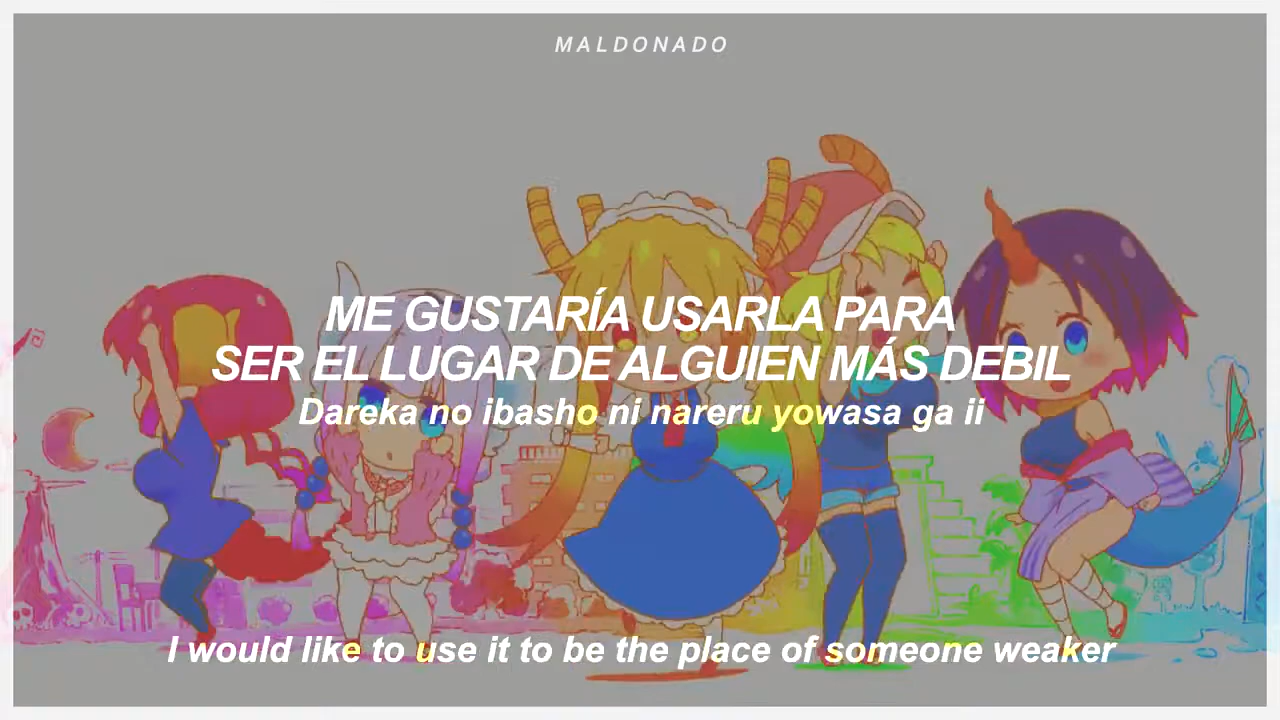 MALDONADO
ME GUSTARÍA USARLA PARA
SER EL LUGAR DE ALGUIEN MÁS DEBIL
Dareka no ibasho ni nareru yowasa ga ii
I would like to use it to be the place of someone weaker